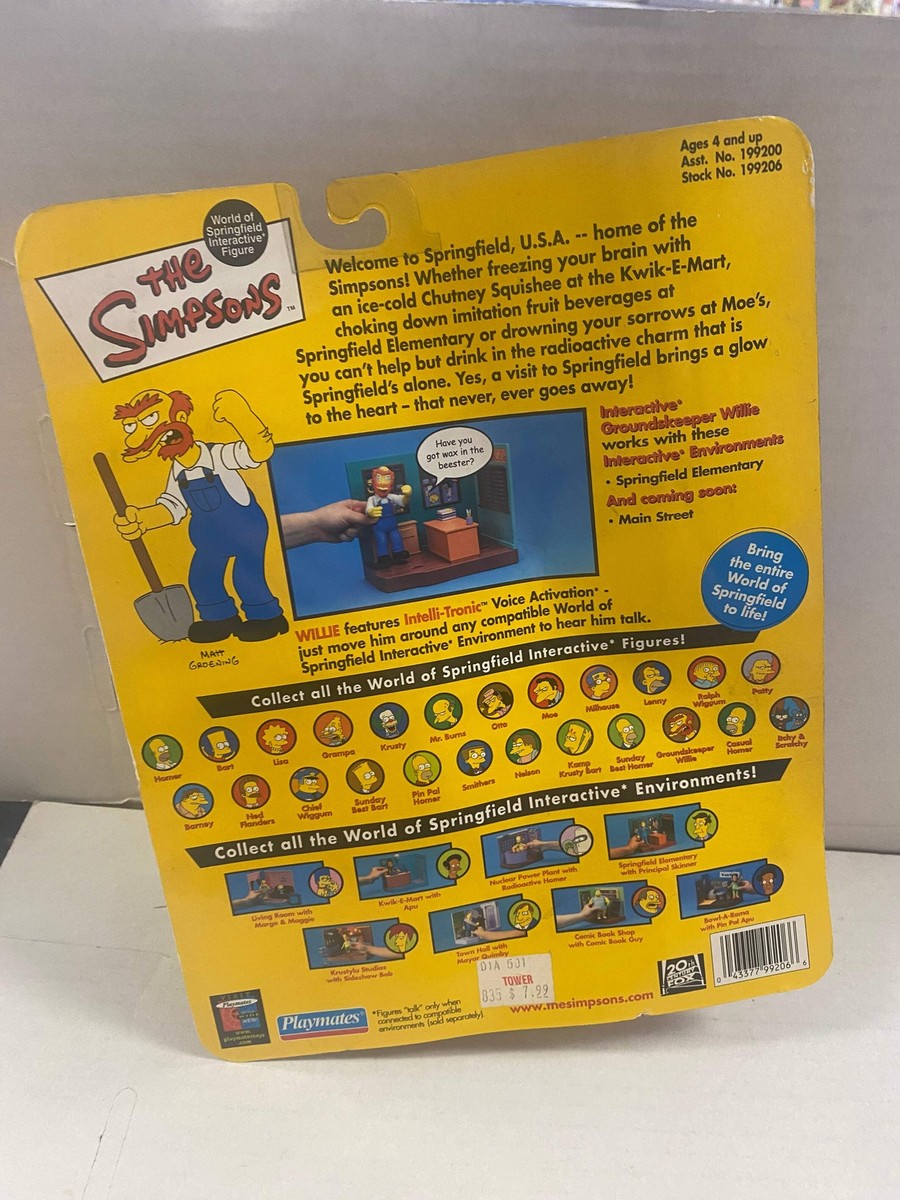 Ages 4 and up
Asst. No. 199200
Stock No. 199206
World of
Springfield
Interactive*
Figure
THE
SIMPSONS™
Welcome to Springfield, U.S.A. -- home of the
Simpsons! Whether freezing your brain with
an ice-cold Chutney Squishee at the Kwik-E-Mart,
choking down imitation fruit beverages at
Springfield Elementary or drowning your sorrows at Moe's,
you can't help but drink in the radioactive charm that is
Springfield's alone. Yes, a visit to Springfield brings a glow
to the heart – that never, ever goes away!
Have you
got wax in the
beester?
Interactive*
Groundskeeper Willie
works with these
Interactive* Environments
• Springfield Elementary
And coming soon:
• Main Street
Bring
the entire
World of
Springfield
to life!
MATT
GROENING
WILLIE features Intelli-Tronic™ Voice Activation* -
just move him around any compatible World of
Springfield Interactive* Environment to hear him talk.
Collect all the World of Springfield Interactive* Figures!
Homer
Bart
Lisa
Grampa
Krusty
Mr. Burns
Otto
Moe
Milhouse
Lenny
Ralph
Wiggum
Patty
Barney
Ned
Flanders
Chief
Wiggum
Sunday
Best Bart
Pin Pal
Homer
Smithers
Nelson
Kamp
Krusty Bart
Sunday
Best Homer
Groundskeeper
Willie
Casual
Homer
Itchy &
Scratchy
Collect all the World of Springfield Interactive* Environments!
Living Room with
Marge & Maggie
Kwik-E-Mart with
Apu
Nuclear Power Plant with
Radioactive Homer
Springfield Elementary
with Principal Skinner
Krustylu Studios
with Sideshow Bob
Town Hall with
Mayor Quimby
Comic Book Shop
with Comic Book Guy
Bowl-A-Rama
with Pin Pal Apu
DIA 601
TOWER
835 $ 7.99
Playmates
www.
playmatestoys
.com
Playmates®
*Figures "talk" only when
connected to compatible
environments (sold separately).
www.thesimpsons.com
20th
CENTURY
FOX
0 43377 99206 6